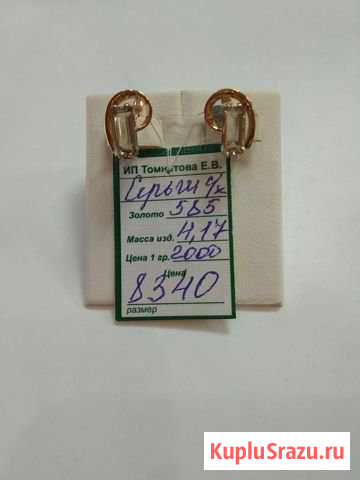 ИП Томилова Е.В.
Серьги с/к
Золото 585
Масса изд. 4,17
Цена 1 гр. 2000
Цена
8340
размер
KupluSrazu.ru